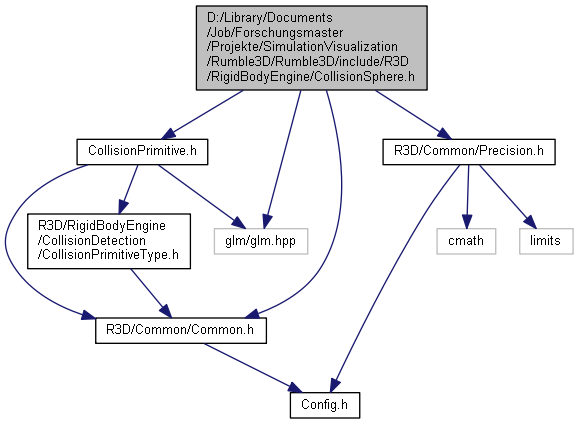 D:/Library/Documents
/Job/Forschungsmaster
/Projekte/SimulationVisualization
/Rumble3D/Rumble3D/include/R3D
/RigidBodyEngine/CollisionSphere.h
CollisionPrimitive.h
R3D/Common/Precision.h
R3D/RigidBodyEngine
/CollisionDetection
/CollisionPrimitiveType.h
glm/glm.hpp
cmath
limits
R3D/Common/Common.h
Config.h